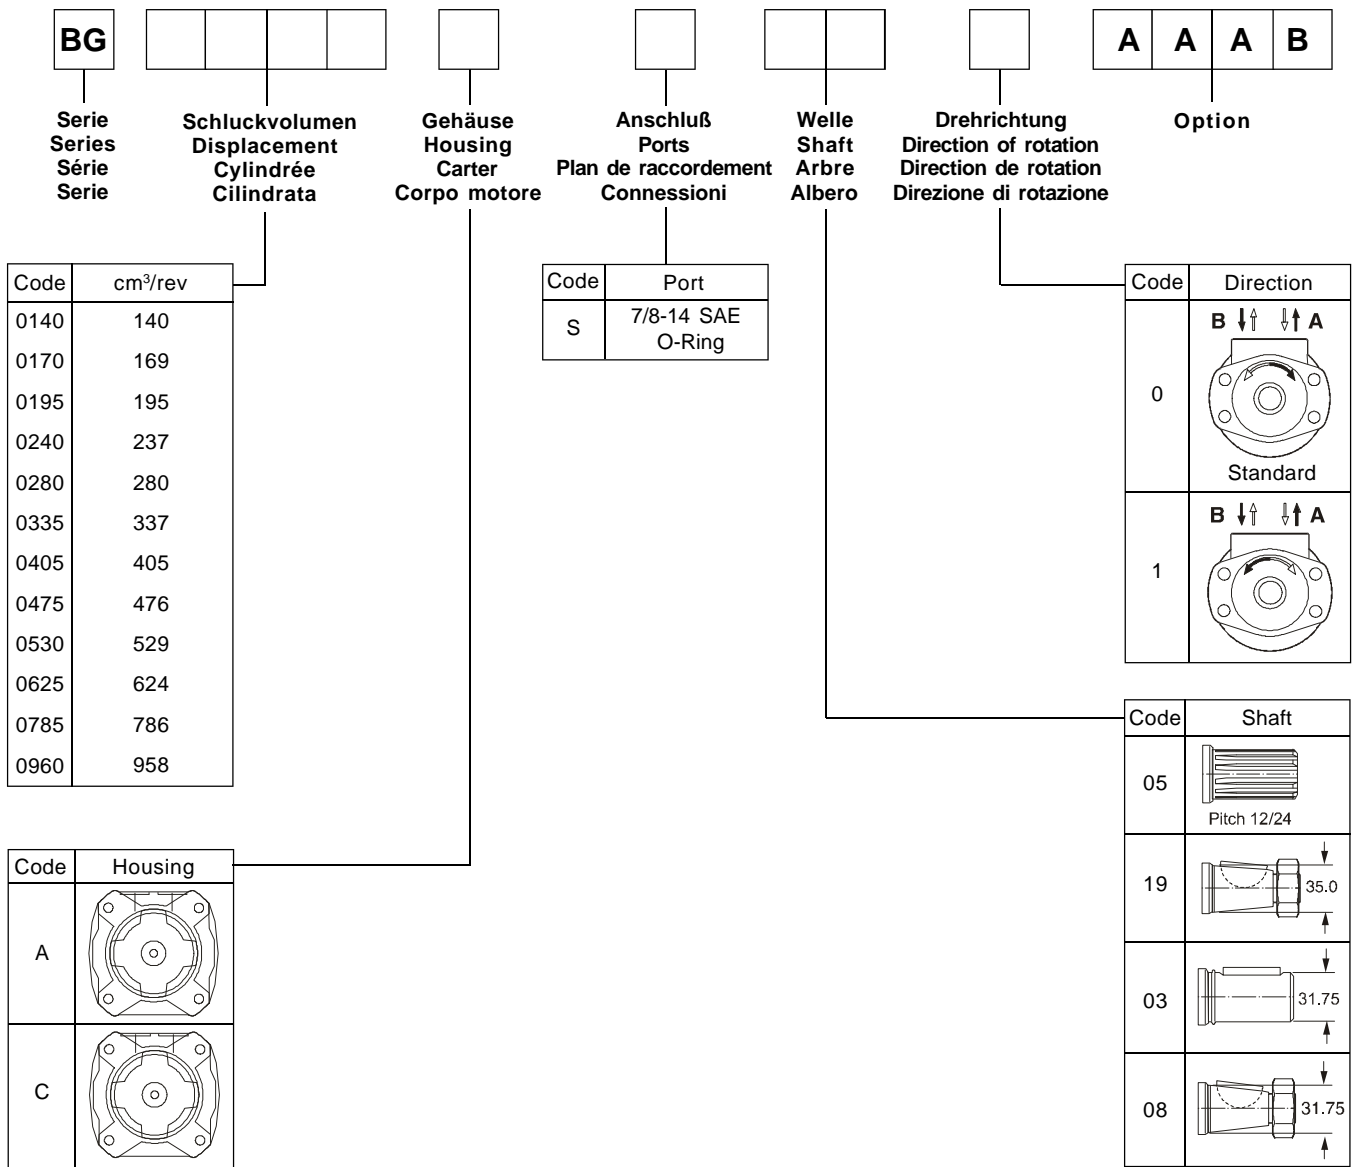 BG
A A A B
Serie
Series
Série
Serie
Schluckvolumen
Displacement
Cylindrée
Cilindrata
Gehäuse
Housing
Carter
Corpo motore
Anschluß
Ports
Plan de raccordement
Connessioni
Welle
Shaft
Arbre
Albero
Drehrichtung
Direction of rotation
Direction de rotation
Direzione di rotazione
Option
Code cm³/rev
0140 140
0170 169
0195 195
0240 237
0280 280
0335 337
0405 405
0475 476
0530 529
0625 624
0785 786
0960 958
Code Port
S 7/8-14 SAE
O-Ring
Code Direction
B A
0
Standard
B A
1
Code Shaft
05
Pitch 12/24
19 35.0
03 31.75
08 31.75
Code Housing
A
C